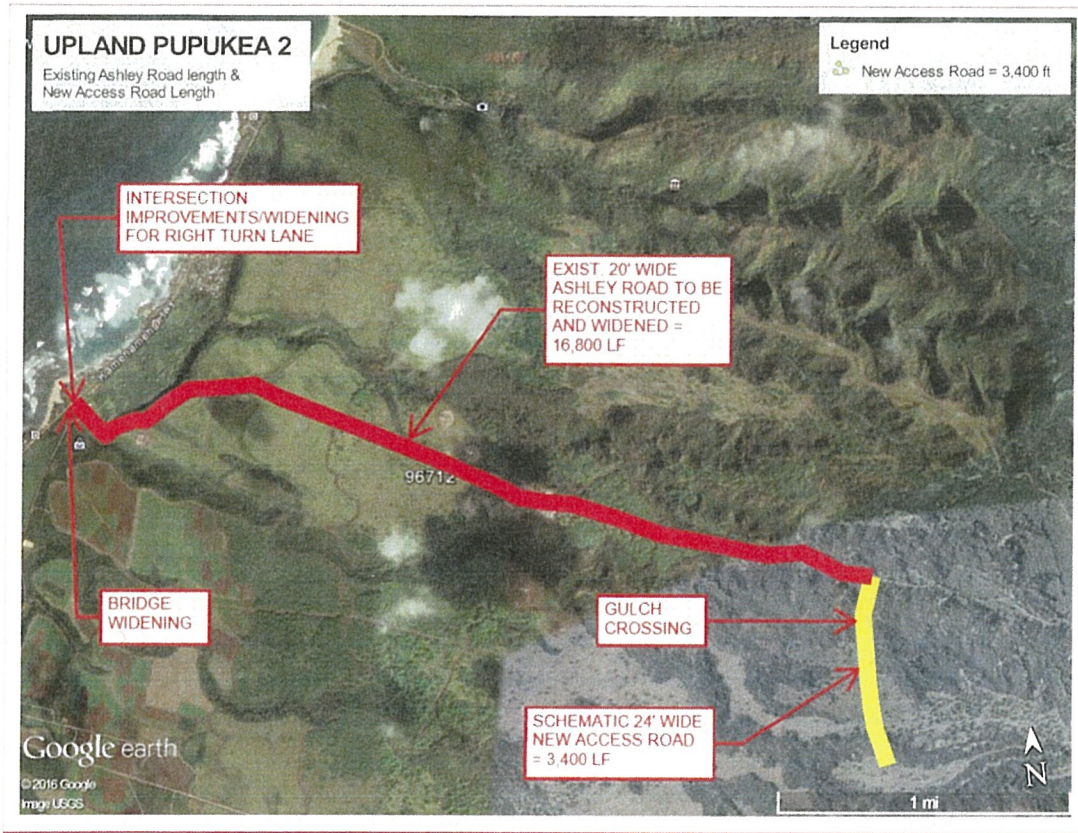 UPLAND PUPUKEA 2
Existing Ashley Road length &
New Access Road Length
Legend
New Access Road = 3,400 ft
INTERSECTION
IMPROVEMENTS/WIDENING
FOR RIGHT TURN LANE
EXIST. 20' WIDE
ASHLEY ROAD TO BE
RECONSTRUCTED
AND WIDENED =
16,800 LF
96712
BRIDGE
WIDENING
GULCH
CROSSING
SCHEMATIC 24' WIDE
NEW ACCESS ROAD
= 3,400 LF
Google earth
© 2016 Google
Image USGS
N
1 mi